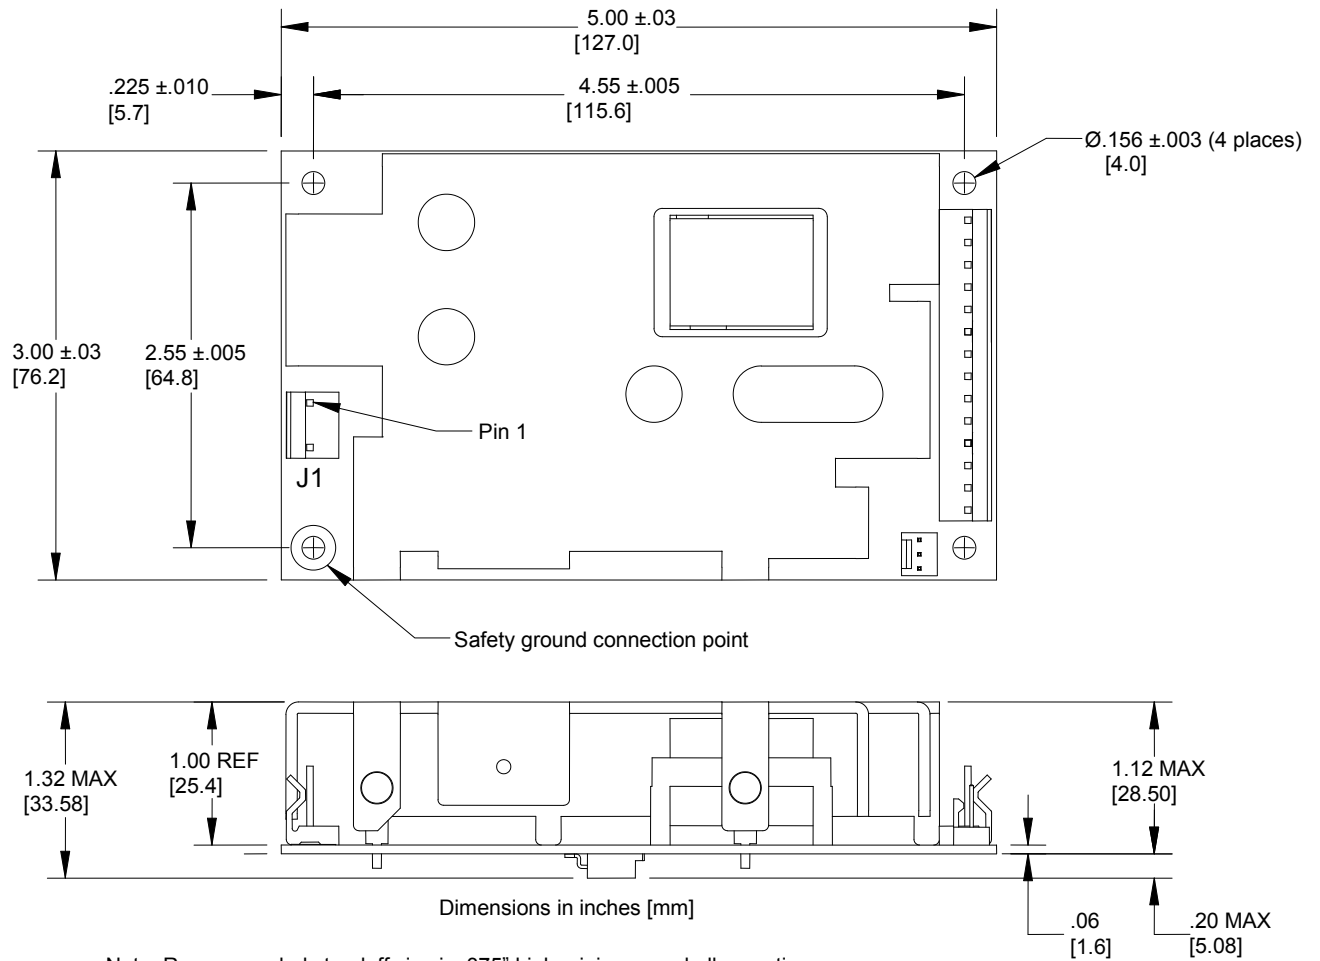 5.00 ±.03
[127.0]
.225 ±.010
[5.7]
4.55 ±.005
[115.6]
Ø.156 ±.003 (4 places)
[4.0]
3.00 ±.03
[76.2]
2.55 ±.005
[64.8]
Pin 1
J1
Safety ground connection point
1.32 MAX
[33.58]
1.00 REF
[25.4]
1.12 MAX
[28.50]
Dimensions in inches [mm]
.06
[1.6]
.20 MAX
[5.08]